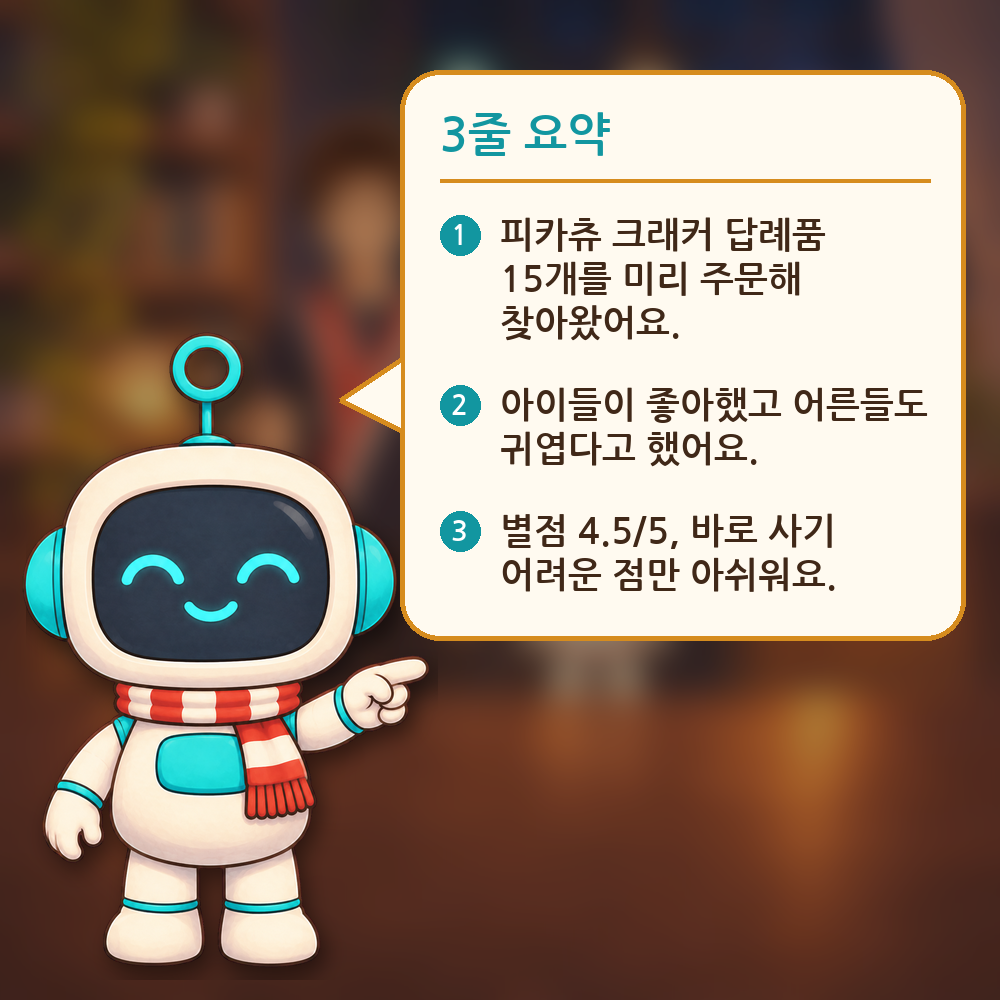 3줄 요약
1 피카츄 크래커 답례품
15개를 미리 주문해
찾아왔어요.
2 아이들이 좋아했고 어른들도
귀엽다고 했어요.
3 별점 4.5/5, 바로 사기
어려운 점만 아쉬워요.